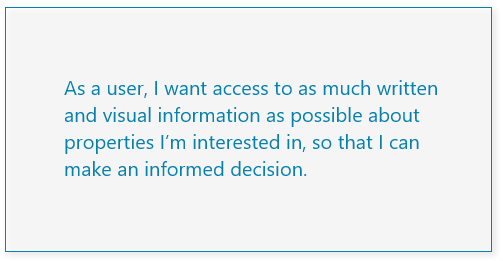 As a user, I want access to as much written
and visual information as possible about
properties I’m interested in, so that I can
make an informed decision.